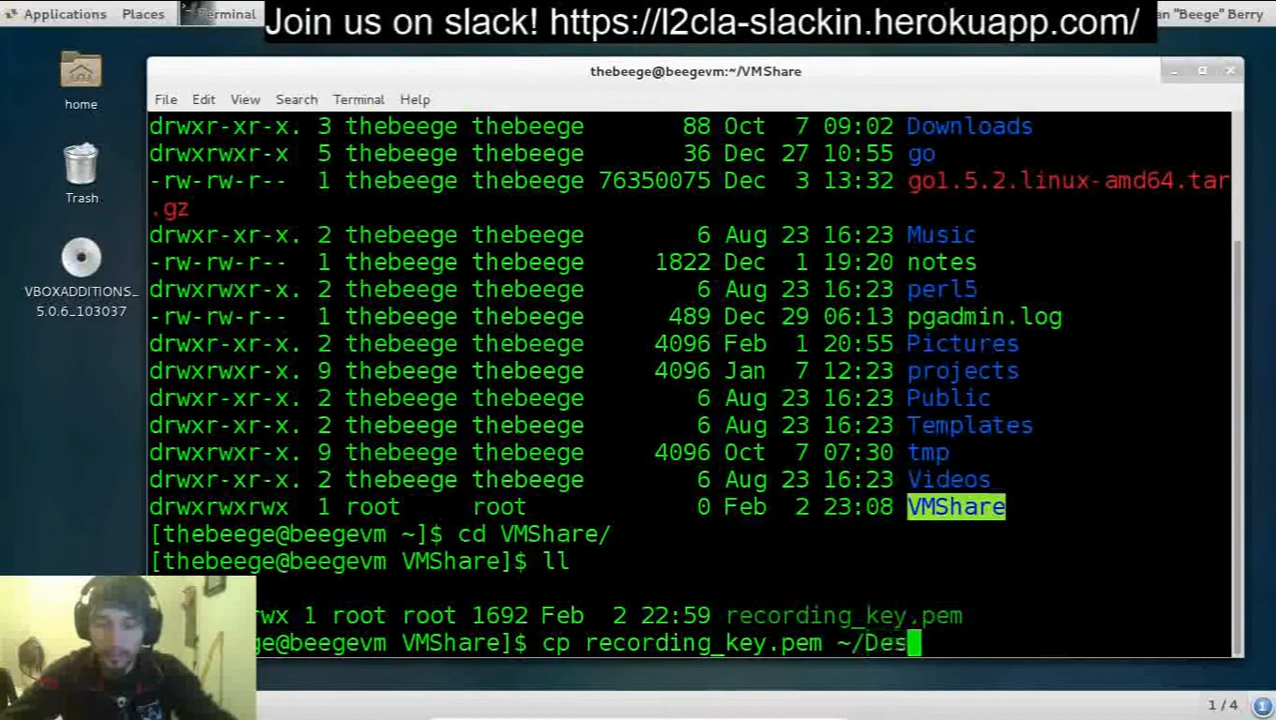 Applications Places Terminal
Join us on slack! https://l2cla-slackin.herokuapp.com/
an "Beege" Berry
home
Trash
VBOXADDITIONS_
5.0.6_103037
thebeege@beegevm:~/VMShare
File Edit View Search Terminal Help
drwxr-xr-x. 3 thebeege thebeege 88 Oct 7 09:02 Downloads
drwxrwxr-x 5 thebeege thebeege 36 Dec 27 10:55 go
-rw-rw-r-- 1 thebeege thebeege 76350075 Dec 3 13:32 go1.5.2.linux-amd64.tar
.gz
drwxr-xr-x. 2 thebeege thebeege 6 Aug 23 16:23 Music
-rw-rw-r-- 1 thebeege thebeege 1822 Dec 1 19:20 notes
drwxr-xr-x. 2 thebeege thebeege 6 Aug 23 16:23 perl5
-rw-rw-r-- 1 thebeege thebeege 489 Dec 29 06:13 pgadmin.log
drwxr-xr-x. 2 thebeege thebeege 4096 Feb 1 20:55 Pictures
drwxrwxr-x. 9 thebeege thebeege 4096 Jan 7 12:23 projects
drwxr-xr-x. 2 thebeege thebeege 6 Aug 23 16:23 Public
drwxr-xr-x. 2 thebeege thebeege 6 Aug 23 16:23 Templates
drwxrwxr-x. 9 thebeege thebeege 4096 Oct 7 07:30 tmp
drwxr-xr-x. 2 thebeege thebeege 6 Aug 23 16:23 Videos
drwxrwxrwx 1 root root 0 Feb 2 23:08 VMShare
[thebeege@beegevm ~]$ cd VMShare/
[thebeege@beegevm VMShare]$ ll
rwx 1 root root 1692 Feb 2 22:59 recording_key.pem
ge@beegevm VMShare]$ cp recording_key.pem ~/Des
1 / 4 1